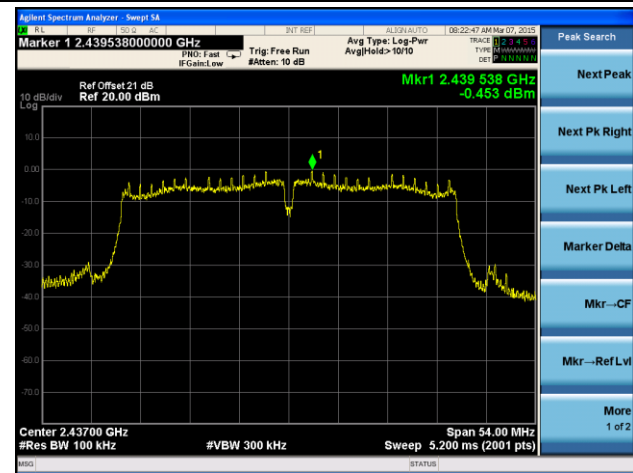 Agilent Spectrum Analyzer - Swept SA
RL RF 50 Ω AC INT REF ALIGN AUTO 08:22:47 AM Mar 07, 2015
Marker 1 2.439538000000 GHz
PNO: Fast
IFGain:Low
Trig: Free Run
#Atten: 10 dB
Avg Type: Log-Pwr
Avg|Hold:>10/10
TRACE 1 2 3 4 5 6
TYPE M W W W W W
DET P N N N N N
Peak Search
Ref Offset 21 dB
10 dB/div Ref 20.00 dBm
Log
Mkr1 2.439 538 GHz
-0.453 dBm
10.0
0.00
-10.0
-20.0
-30.0
-40.0
-50.0
-60.0
-70.0
1
Next Peak
Next Pk Right
Next Pk Left
Marker Delta
Mkr→CF
Mkr→Ref Lvl
More
1 of 2
Center 2.43700 GHz
Span 54.00 MHz
#Res BW 100 kHz
#VBW 300 kHz
Sweep 5.200 ms (2001 pts)
MSG
STATUS